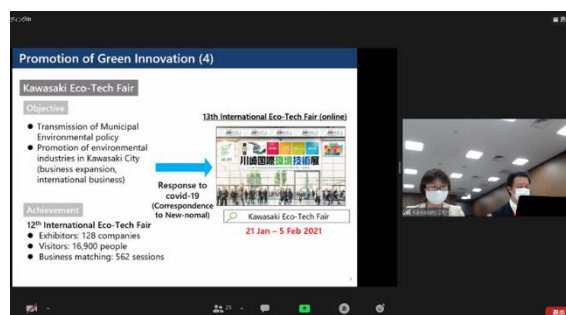 Promotion of Green Innovation (4)
Kawasaki Eco-Tech Fair
Objective
● Transmission of Municipal
Environmental policy
● Promotion of environmental
industries in Kawasaki City
(business expansion,
international business)
Achievement
12th International Eco-Tech Fair
● Exhibitors: 128 companies
● Visitors: 16,900 people
● Business matching: 562 sessions
Response to
covid-19
(Correspondence
to New-nomal)
13th International Eco-Tech Fair (online)
川崎国際環境技術展
Kawasaki Eco-Tech Fair
21 Jan – 5 Feb 2021
Kawasaki City
25
退出